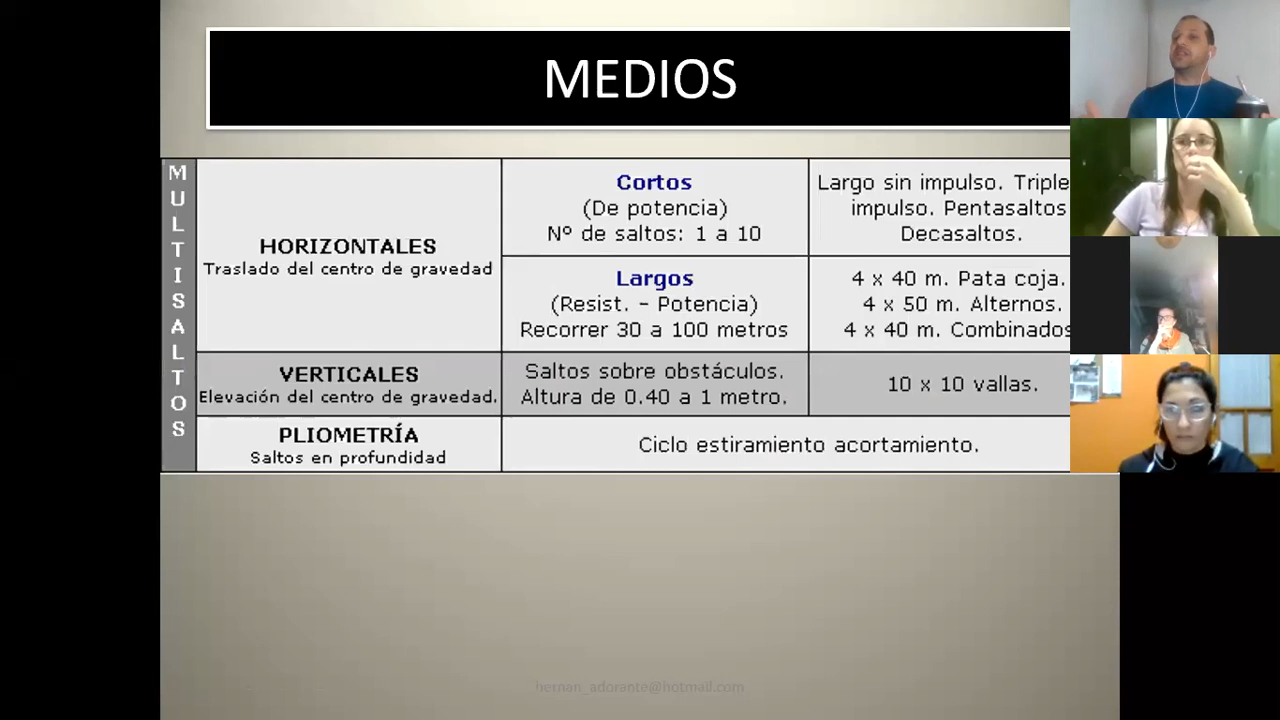 MEDIOS
MULTISALTOS
HORIZONTALES
Traslado del centro de gravedad
Cortos
(De potencia)
Nº de saltos: 1 a 10
Largo sin impulso. Triple
impulso. Pentasaltos
Decasaltos.
Largos
(Resist. - Potencia)
Recorrer 30 a 100 metros
4 x 40 m. Pata coja.
4 x 50 m. Alternos.
4 x 40 m. Combinados
VERTICALES
Elevación del centro de gravedad.
Saltos sobre obstáculos.
Altura de 0.40 a 1 metro.
10 x 10 vallas.
PLIOMETRÍA
Saltos en profundidad
Ciclo estiramiento acortamiento.
hernan_adorante@hotmail.com